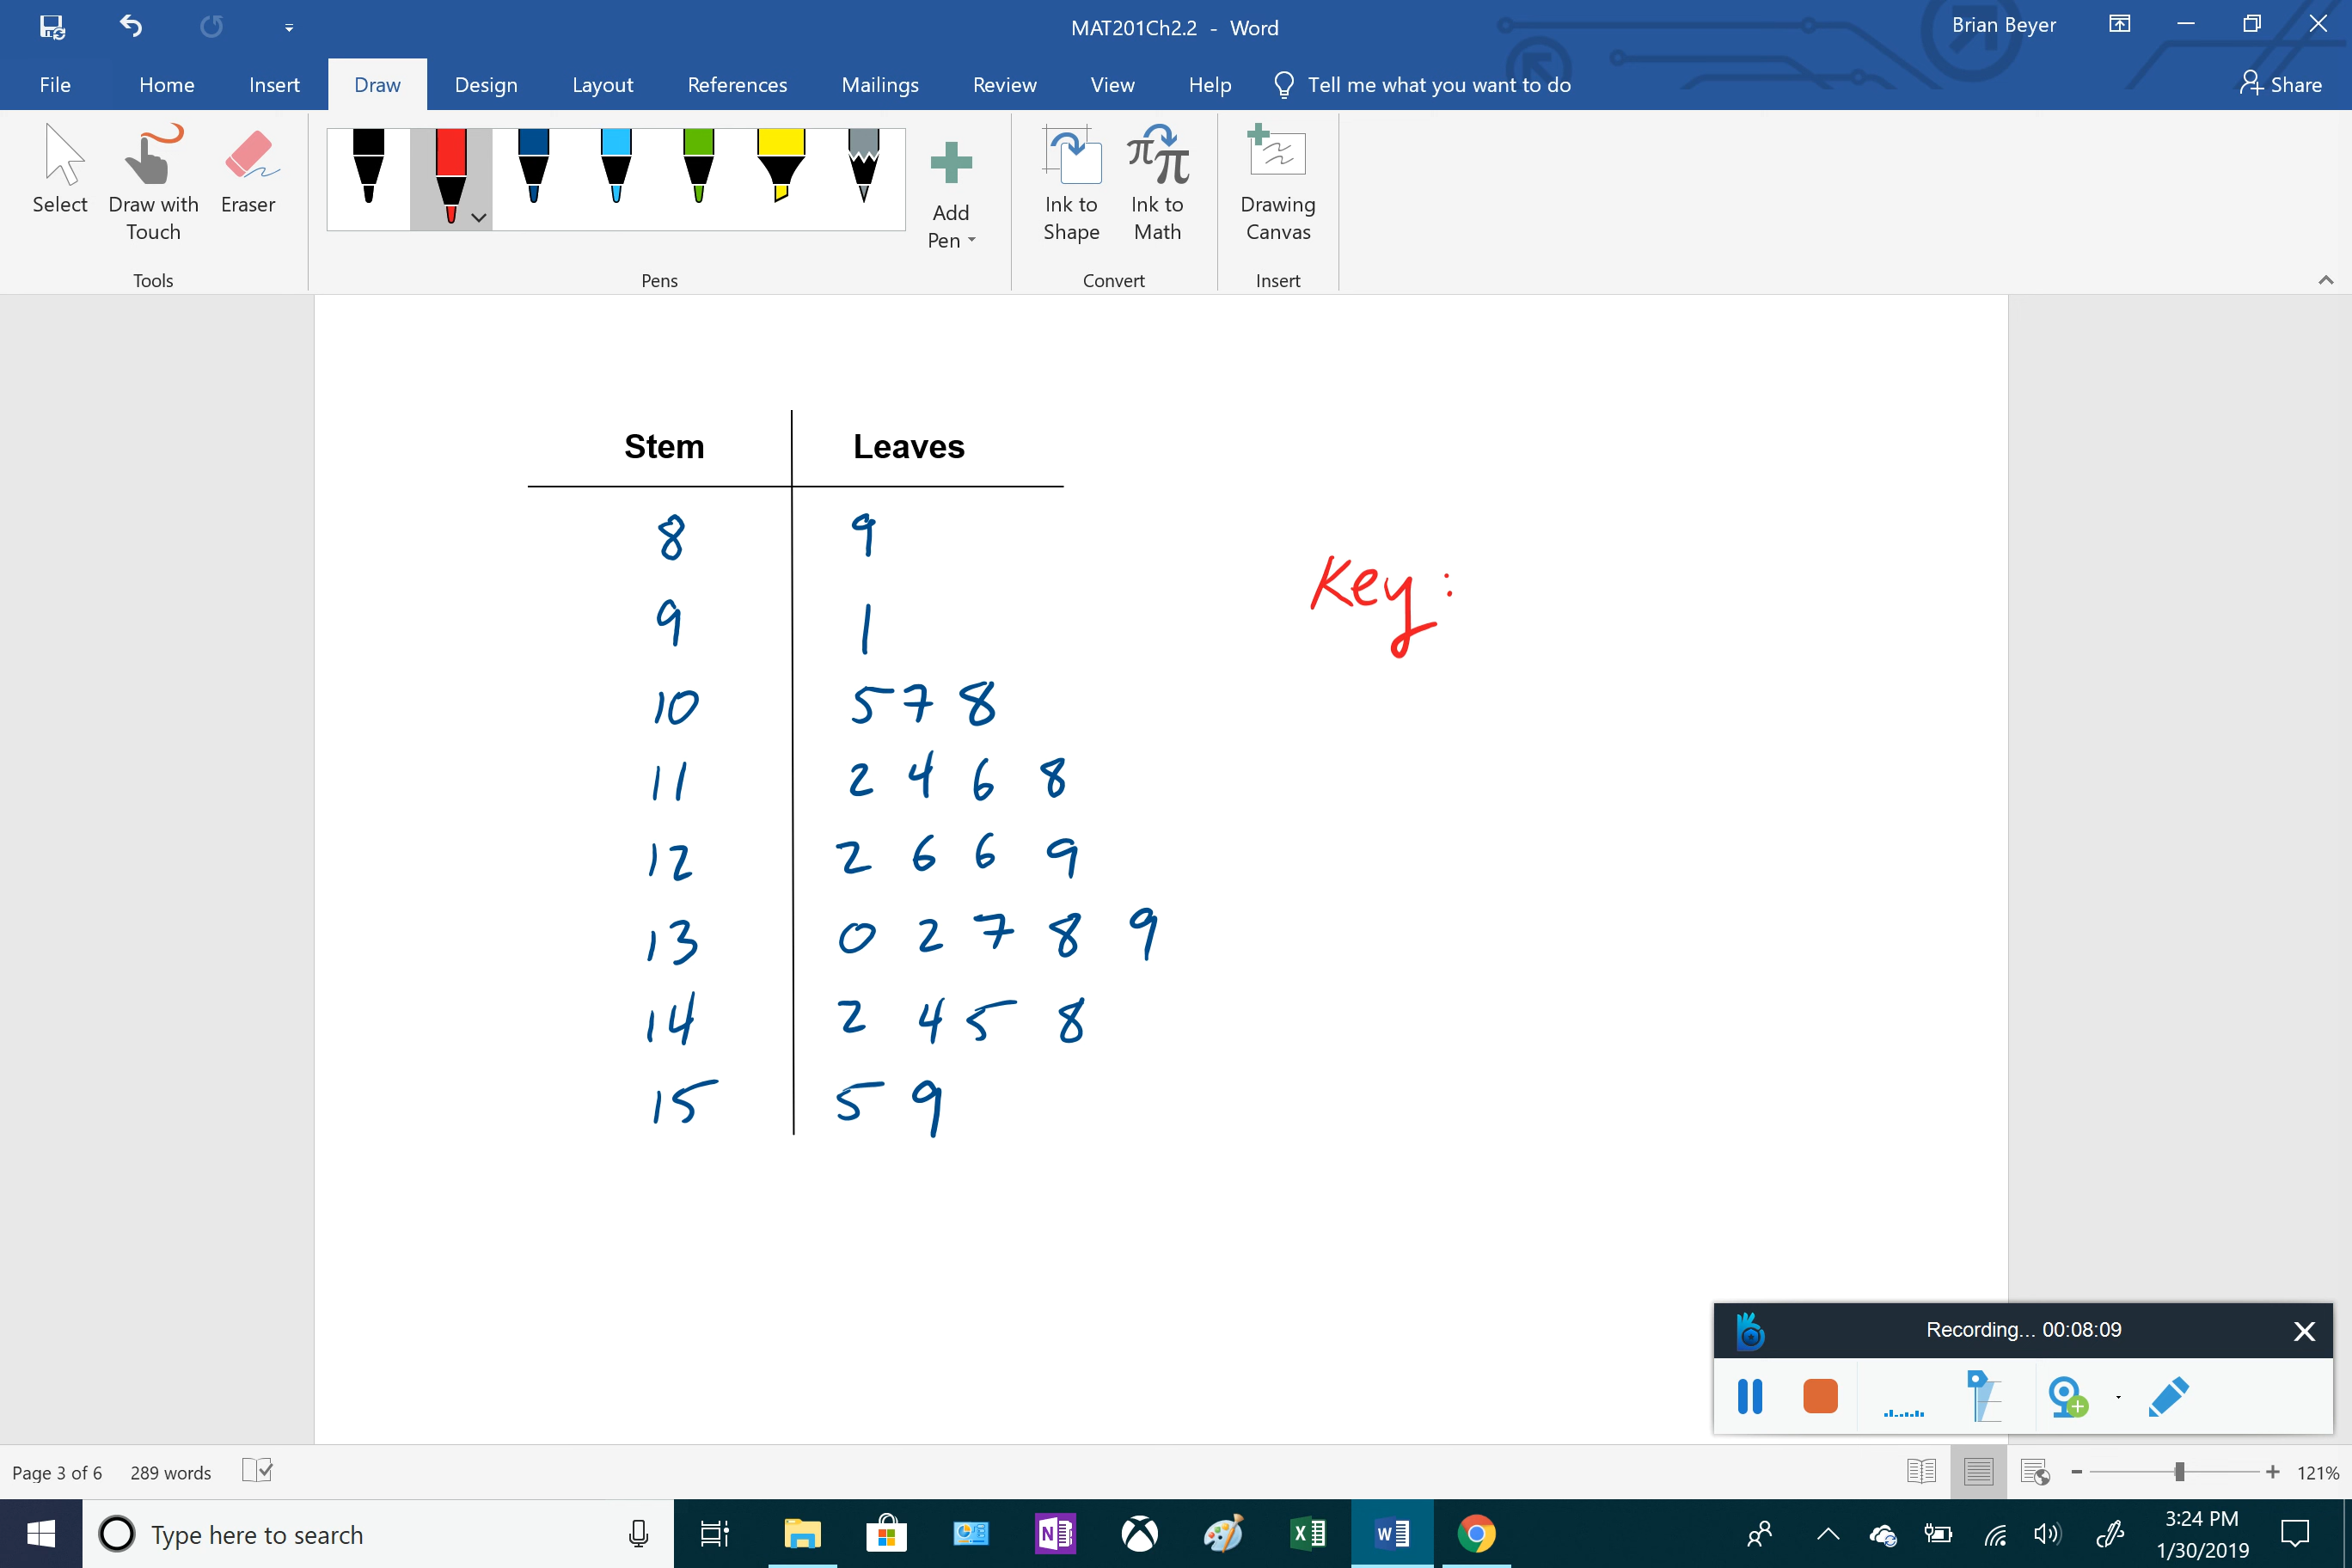 MAT201Ch2.2 - Word
Brian Beyer
File Home Insert Draw Design Layout References Mailings Review View Help Tell me what you want to do Share
Select Draw with Touch Eraser
Add Pen
Ink to Shape
Ink to Math
Drawing Canvas
Tools Pens Convert Insert
Stem Leaves
8 9
9 1
10 5 7 8
11 2 4 6 8
12 2 6 6 9
13 0 2 7 8 9
14 2 4 5 8
15 5 9
Key:
Recording... 00:08:09
Page 3 of 6 289 words 121%
Type here to search
3:24 PM
1/30/2019